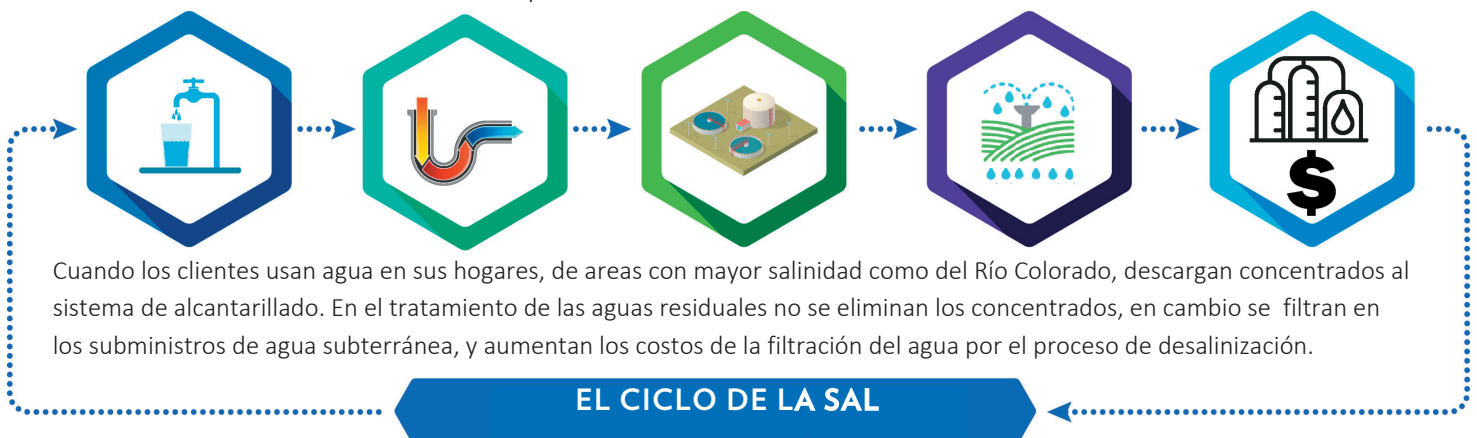 Cuando los clientes usan agua en sus hogares, de areas con mayor salinidad como del Río Colorado, descargan concentrados al
sistema de alcantarillado. En el tratamiento de las aguas residuales no se eliminan los concentrados, en cambio se filtran en
los subministros de agua subterránea, y aumentan los costos de la filtración del agua por el proceso de desalinización.
EL CICLO DE LA SAL